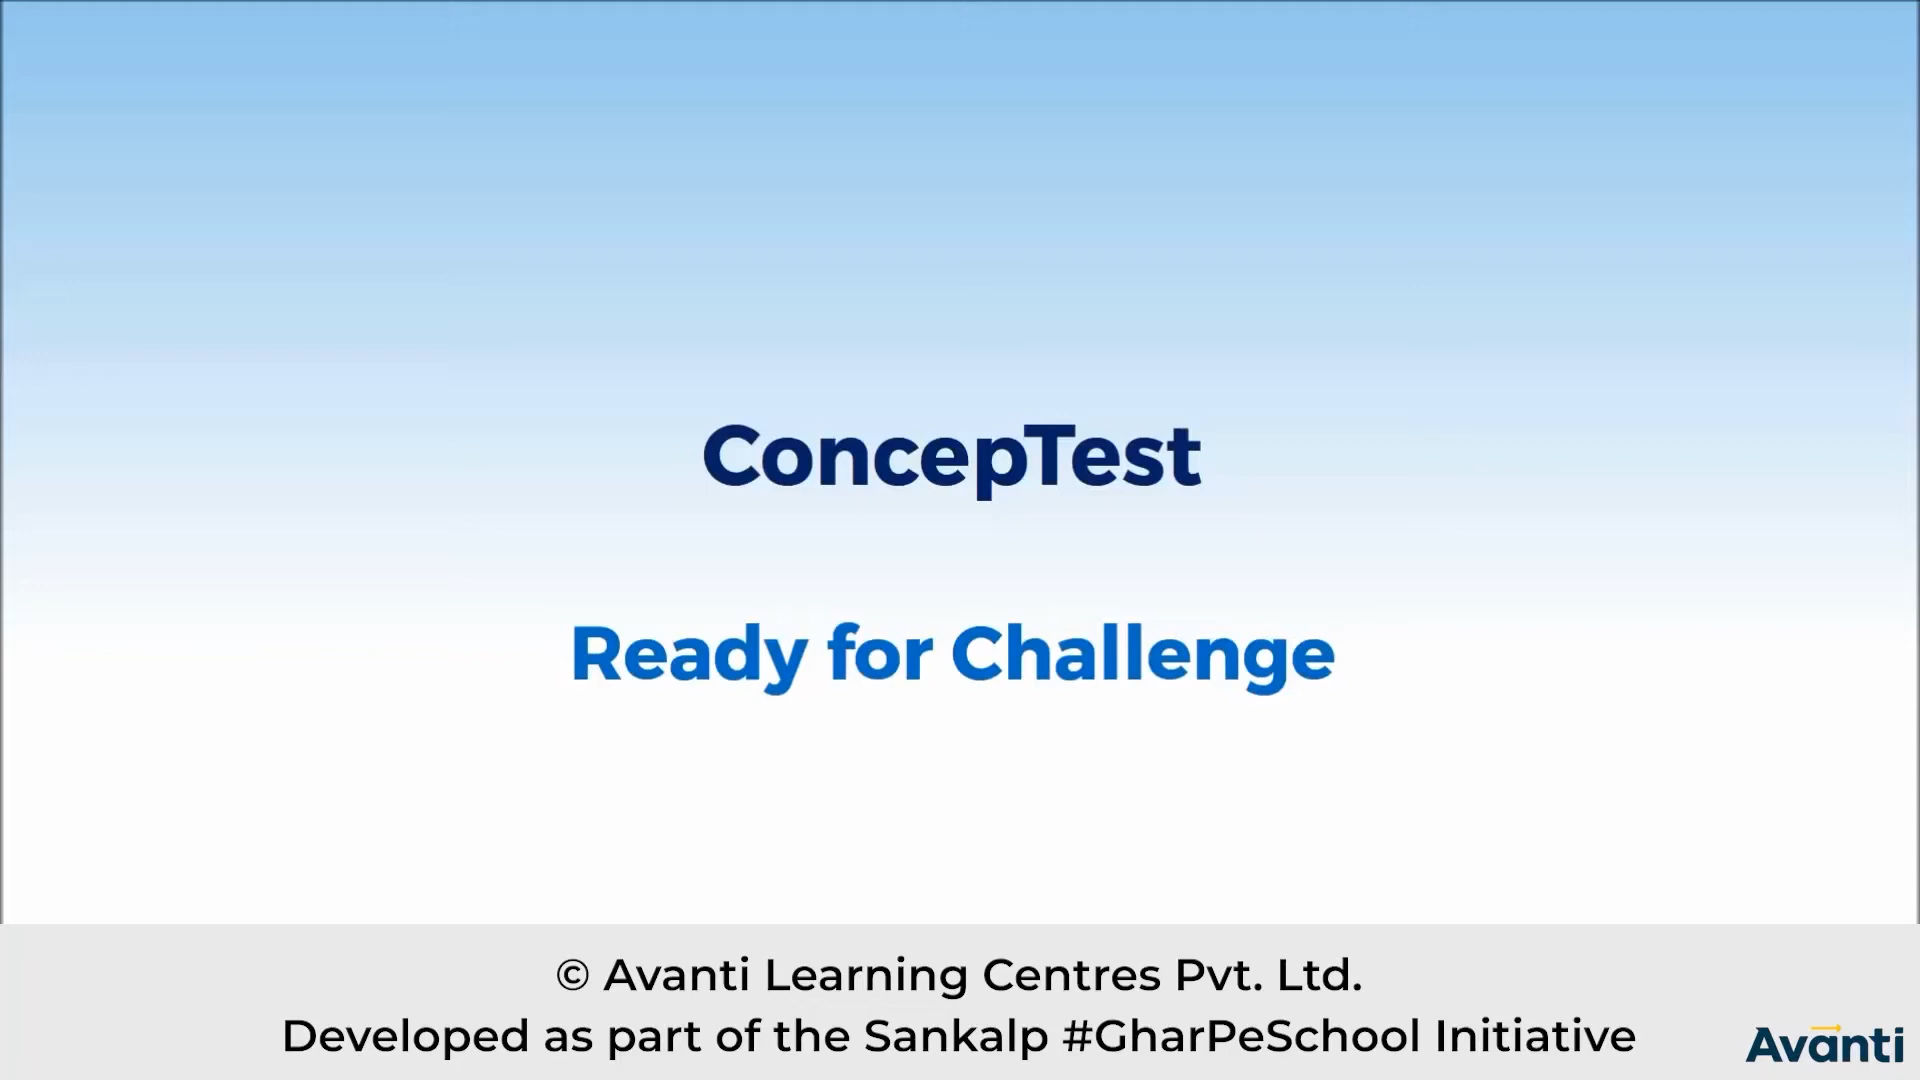 ConcepTest
Ready for Challenge
© Avanti Learning Centres Pvt. Ltd.
Developed as part of the Sankalp #GharPeSchool Initiative
Avanti